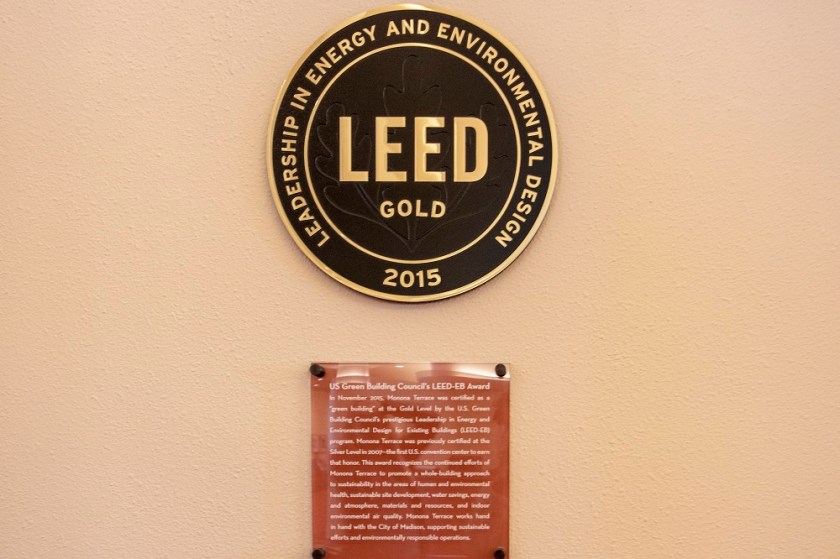 LEADERSHIP IN ENERGY AND ENVIRONMENTAL DESIGN
LEED
GOLD
2015
US Green Building Council's LEED-EB Award
In November 2015, Monona Terrace was certified as a
"green building" at the Gold Level by the U.S. Green
Building Council's prestigious Leadership in Energy and
Environmental Design for Existing Buildings (LEED-EB)
program. Monona Terrace was previously certified at the
Silver Level in 2007–the first U.S. convention center to earn
that honor. This award recognizes the continued efforts of
Monona Terrace to promote a whole-building approach
to sustainability in the areas of human and environmental
health, sustainable site development, water savings, energy
and atmosphere, materials and resources, and indoor
environmental air quality. Monona Terrace works hand
in hand with the City of Madison, supporting sustainable
efforts and environmentally responsible operations.